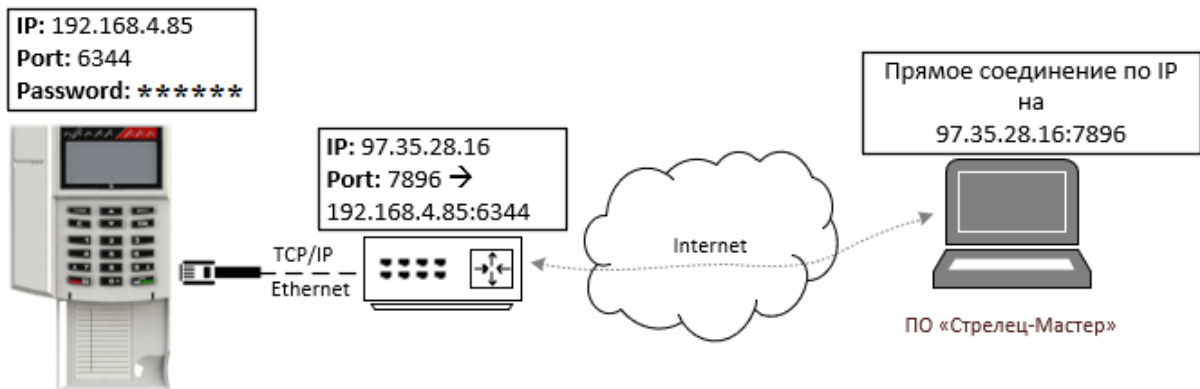 IP: 192.168.4.85
Port: 6344
Password: ******
IP: 97.35.28.16
Port: 7896 →
192.168.4.85:6344
TCP/IP
Ethernet
Internet
Прямое соединение по IP
на
97.35.28.16:7896
ПО «Стрелец-Мастер»